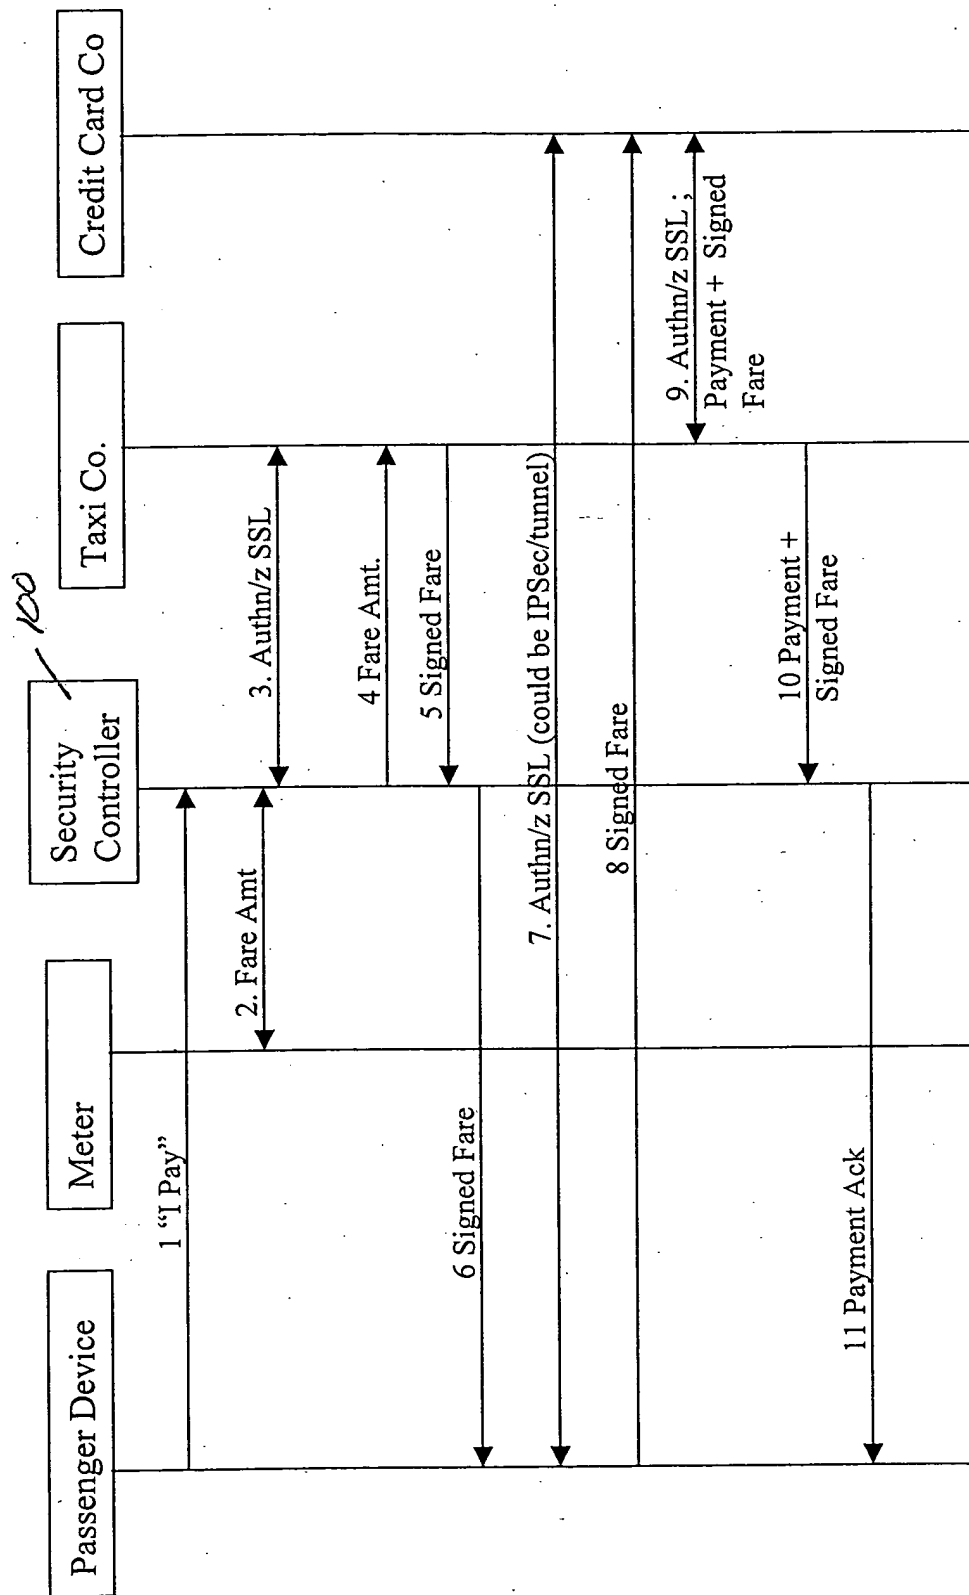 Passenger Device
Meter
Security
Controller
100
Taxi Co.
Credit Card Co
1 “I Pay”
2. Fare Amt
3. Authn/z SSL
4 Fare Amt.
5 Signed Fare
6 Signed Fare
7. Authn/z SSL (could be IPSec/tunnel)
8 Signed Fare
9. Authn/z SSL ;
Payment + Signed
Fare
10 Payment +
Signed Fare
11 Payment Ack